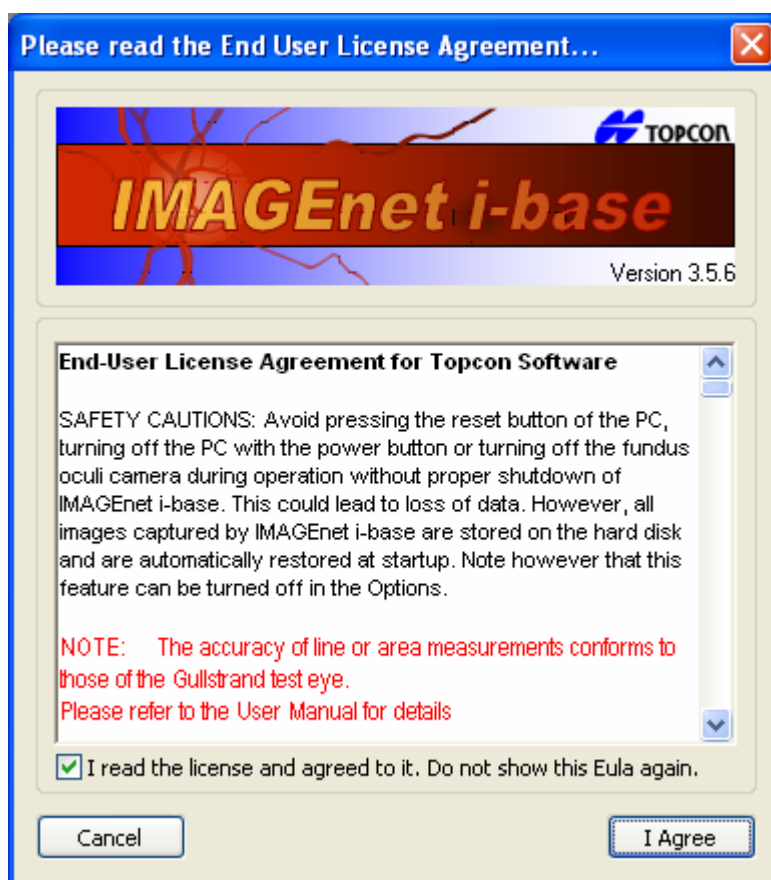 Please read the End User License Agreement...
TOPCON
IMAGEnet i-base
Version 3.5.6
End-User License Agreement for Topcon Software
SAFETY CAUTIONS: Avoid pressing the reset button of the PC,
turning off the PC with the power button or turning off the fundus
oculi camera during operation without proper shutdown of
IMAGEnet i-base. This could lead to loss of data. However, all
images captured by IMAGEnet i-base are stored on the hard disk
and are automatically restored at startup. Note however that this
feature can be turned off in the Options.
NOTE: The accuracy of line or area measurements conforms to
those of the Gullstrand test eye.
Please refer to the User Manual for details
I read the license and agreed to it. Do not show this Eula again.
Cancel
I Agree